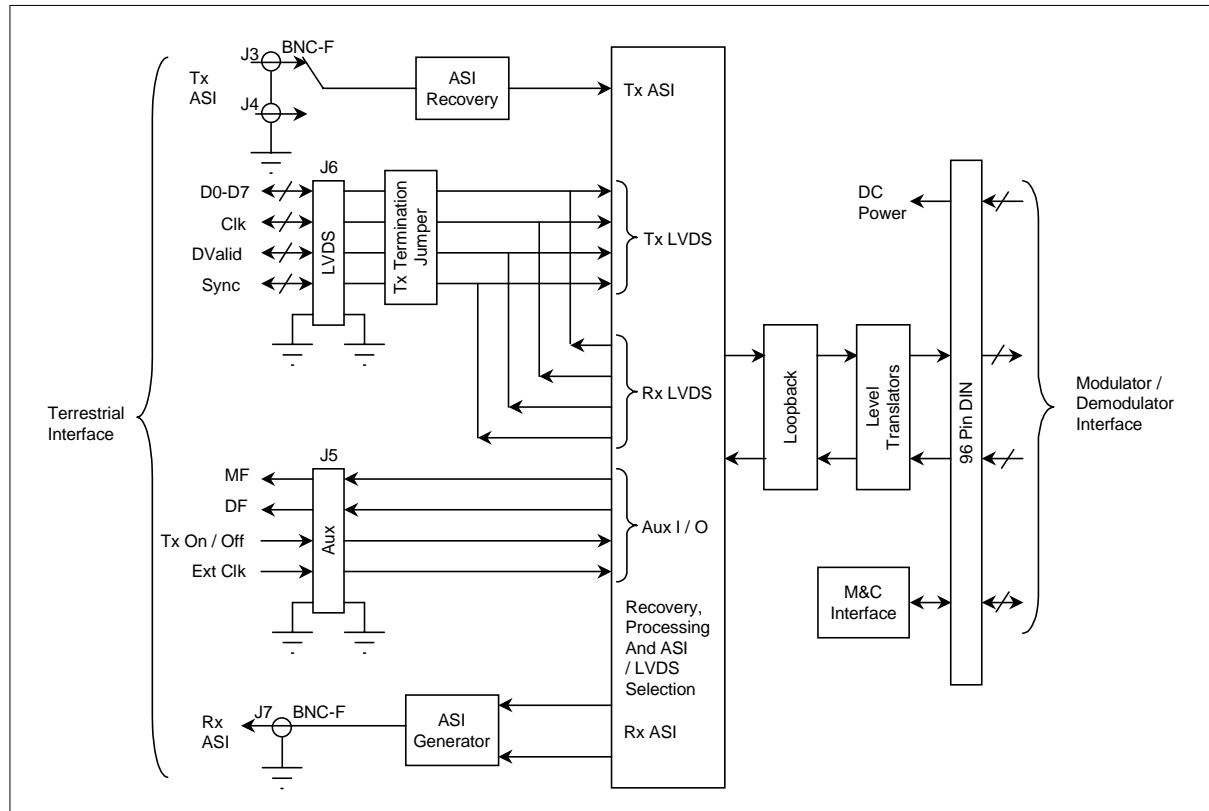 J3
BNC-F
Tx
ASI
J4
ASI
Recovery
Tx ASI
J6
D0-D7
Clk
DValid
Sync
LVDS
Tx Termination
Jumper
Tx LVDS
DC
Power
Rx LVDS
Terrestrial
Interface
Loopback
Level
Translators
96 Pin DIN
Modulator /
Demodulator
Interface
J5
MF
DF
Tx On / Off
Ext Clk
Aux
Aux I / O
M&C
Interface
Recovery,
Processing
And ASI
/ LVDS
Selection
Rx
ASI
J7
BNC-F
ASI
Generator
Rx ASI